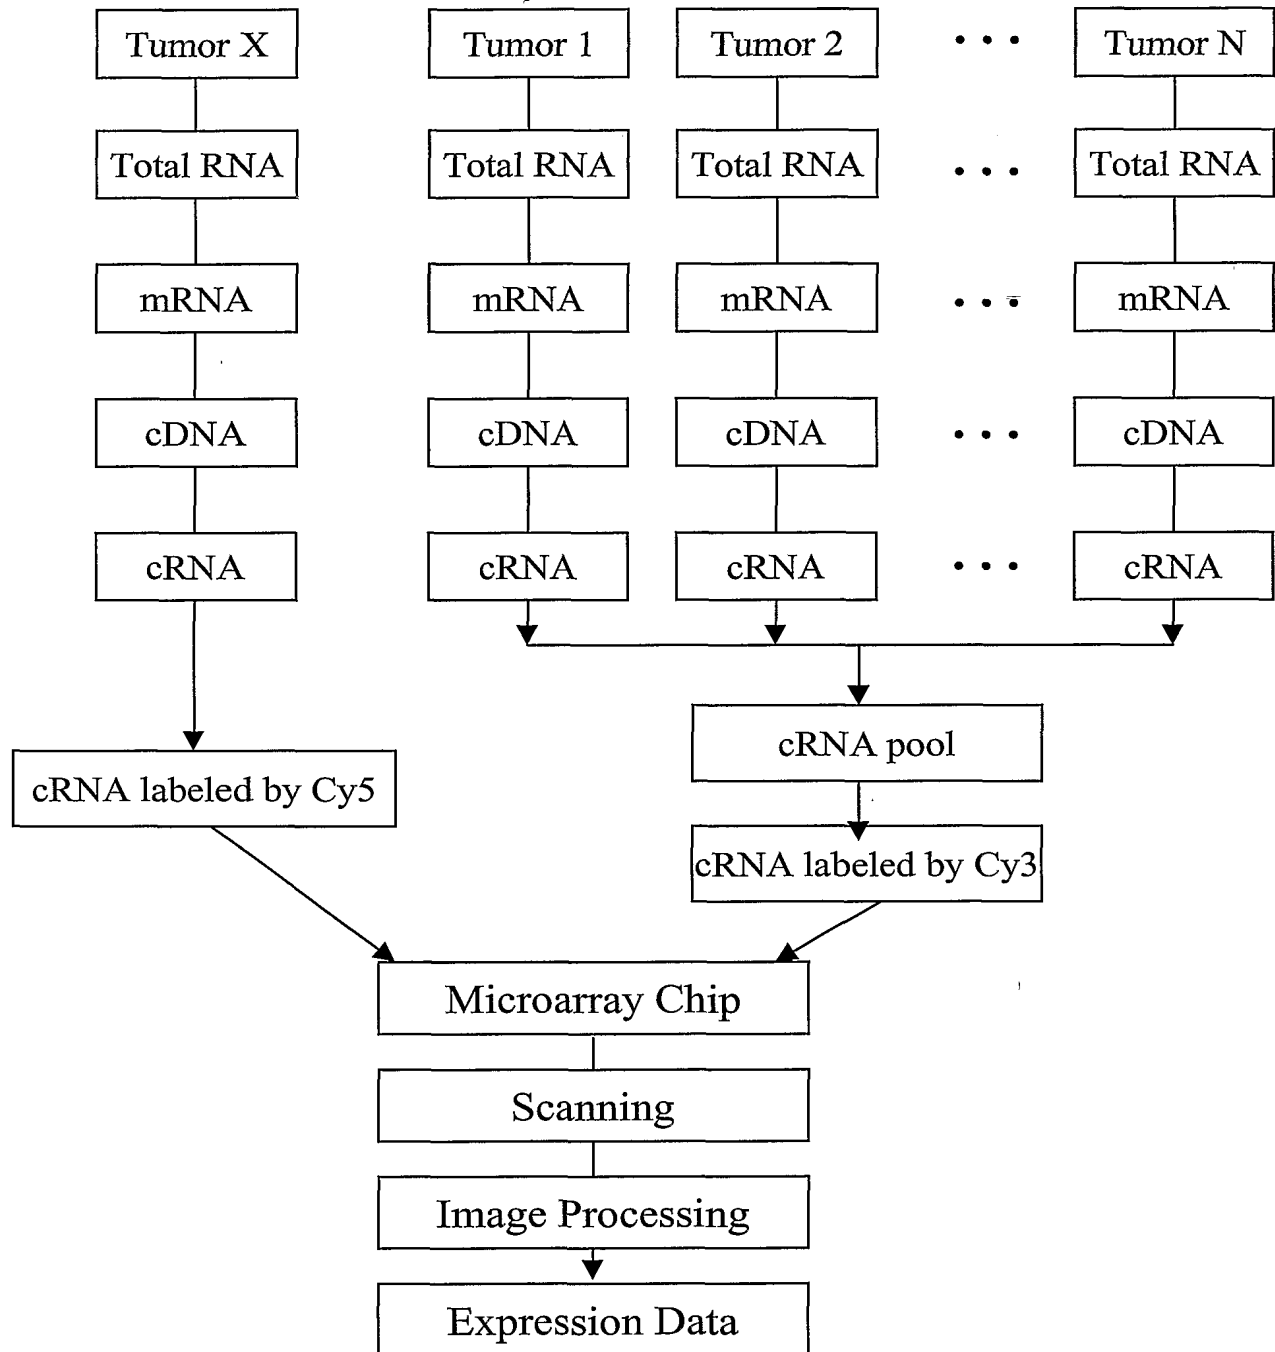 Tumor X Tumor 1 Tumor 2 • • • Tumor N
Total RNA Total RNA Total RNA • • • Total RNA
mRNA mRNA mRNA • • • mRNA
cDNA cDNA cDNA • • • cDNA
cRNA cRNA cRNA • • • cRNA
cRNA pool
cRNA labeled by Cy5
cRNA labeled by Cy3
Microarray Chip
Scanning
Image Processing
Expression Data